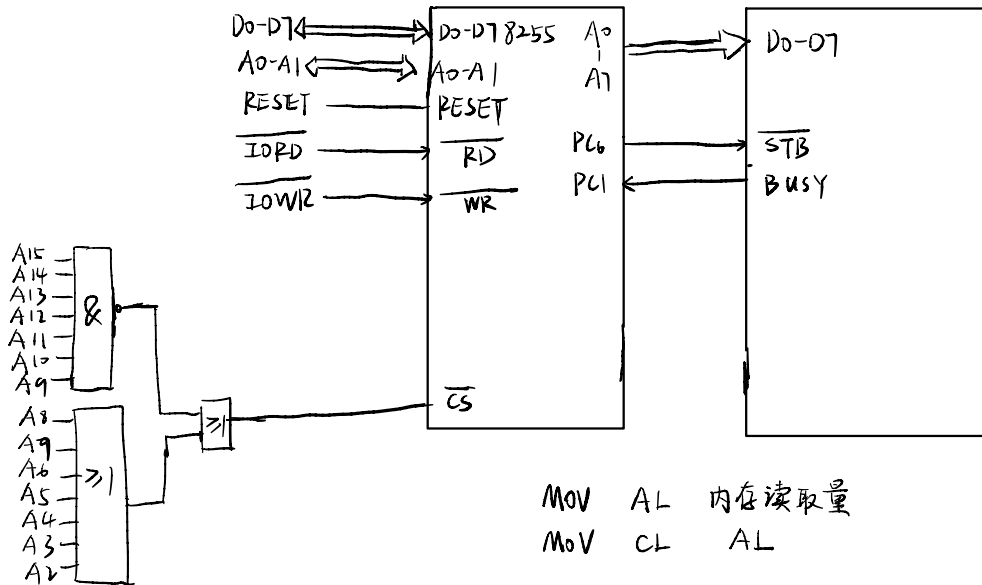 D0-D7 D0-D7 8255 A0 D0-D7
A0-A1 A0-A1 A7
RESET RESET
IORD RD PC6 STB
IOWR WR PC1 BUSY
A15
A14
A13
A12
A11
A10
A9
&
CS
A8
A9
A6
A5
A4
A3
A2
≥1
≥1
MOV AL 内存读取量
MOV CL AL